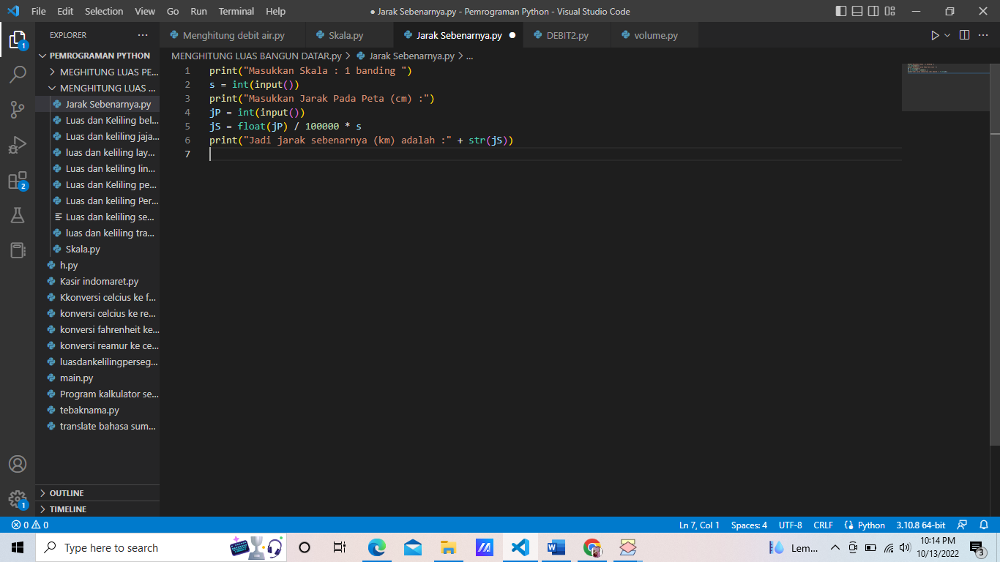 File Edit Selection View Go Run Terminal Help
● Jarak Sebenarnya.py - Pemrograman Python - Visual Studio Code
EXPLORER ...
Menghitung debit air.py
Skala.py
Jarak Sebenarnya.py ●
DEBIT2.py
volume.py
MENGHITUNG LUAS BANGUN DATAR.py > Jarak Sebenarnya.py > ...
PEMROGRAMAN PYTHON
MEGHITUNG LUAS PE...
MENGHITUNG LUAS ...
Jarak Sebenarnya.py
Luas dan Keliling bel...
Luas dan keliling jaja...
luas dan keliling lay...
Luas dan keliling lin...
Luas dan Keliling pe...
Luas dan keliling Per...
Luas dan keliling se...
luas dan keliling tra...
Skala.py
h.py
Kasir indomaret.py
Kkonversi celcius ke f...
konversi celcius ke re...
konversi fahrenheit ke...
konversi reamur ke ce...
luasdankelilingperseg...
main.py
Program kalkulator se...
tebaknama.py
translate bahasa sum...
OUTLINE
TIMELINE
1 print("Masukkan Skala : 1 banding ")
2 s = int(input())
3 print("Masukkan Jarak Pada Peta (cm) :")
4 jP = int(input())
5 jS = float(jP) / 100000 * s
6 print("Jadi jarak sebenarnya (km) adalah :" + str(jS))
7
1
2
1
0 0
Ln 7, Col 1 Spaces: 4 UTF-8 CRLF Python 3.10.8 64-bit
Type here to search
Lem...
10:14 PM
10/13/2022
3